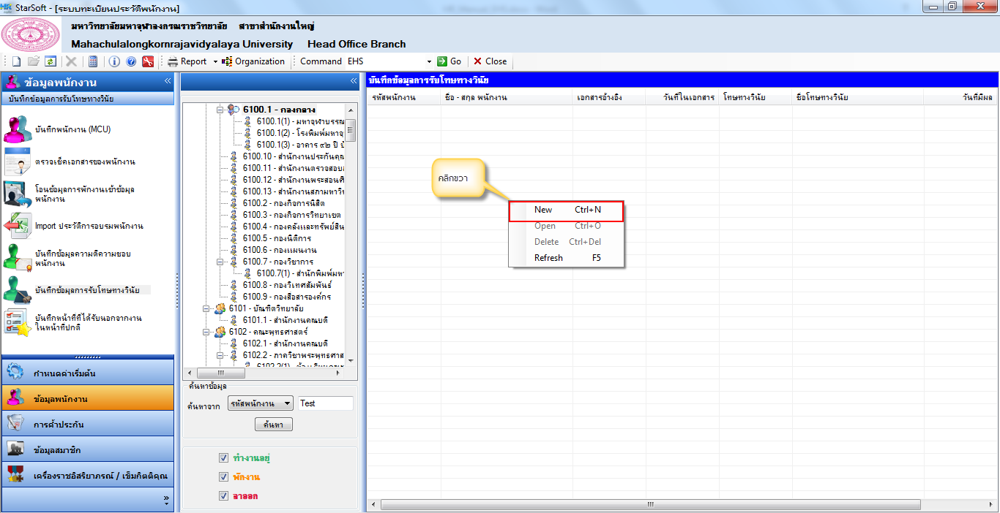 StarSoft - [ระบบทะเบียนประวัติพนักงาน]
มหาวิทยาลัยมหาจุฬาลงกรณราชวิทยาลัย สาขาสำนักงานใหญ่
Mahachulalongkornrajavidyalaya University Head Office Branch
Report Organization Command EHS Go Close
ข้อมูลพนักงาน
บันทึกข้อมูลการรับโทษทางวินัย
บันทึกพนักงาน (MCU)
ตรวจเช็คเอกสารของพนักงาน
โอนข้อมูลการพักงานเข้าข้อมูล
พนักงาน
Import ประวัติการอบรมพนักงาน
บันทึกข้อมูลความดีความชอบ
พนักงาน
บันทึกข้อมูลการรับโทษทางวินัย
บันทึกหน้าที่ที่ได้รับนอกจากงาน
ในหน้าที่ปกติ
กำหนดค่าเริ่มต้น
ข้อมูลพนักงาน
การค้ำประกัน
ข้อมูลสมาชิก
เครื่องราชอิสริยาภรณ์ / เข็มกิตติคุณ
6100.1 - กองกลาง
6100.1(1) - มหาจุฬาบรรณ
6100.1(2) - โรงพิมพ์มหาจุ
6100.1(3) - อาคาร ๙๒ ปี ปั
6100.10 - สำนักงานประกันคุณ
6100.11 - สำนักงานตรวจสอบ
6100.12 - สำนักงานพระสอนศี
6100.13 - สำนักงานสภามหาวิ
6100.2 - กองกิจการนิสิต
6100.3 - กองกิจการวิทยาเขต
6100.4 - กองคลังและทรัพย์สิน
6100.5 - กองนิติการ
6100.6 - กองแผนงาน
6100.7 - กองวิชาการ
6100.7(1) - สำนักพิมพ์มหา
6100.8 - กองวิเทศสัมพันธ์
6100.9 - กองสื่อสารองค์กร
6101 - บัณฑิตวิทยาลัย
6101.1 - สำนักงานคณบดี
6102 - คณะพุทธศาสตร์
6102.1 - สำนักงานคณบดี
6102.2 - ภาควิชาพระพุทธศาส
ค้นหาข้อมูล
ค้นหาจาก รหัสพนักงาน Test
ค้นหา
ทำงานอยู่
พักงาน
ลาออก
บันทึกข้อมูลการรับโทษทางวินัย
รหัสพนักงาน ชื่อ - สกุล พนักงาน เอกสารอ้างอิง วันที่ในเอกสาร โทษทางวินัย ชื่อโทษทางวินัย วันที่มีผล
คลิกขวา
New Ctrl+N
Open Ctrl+O
Delete Ctrl+Del
Refresh F5